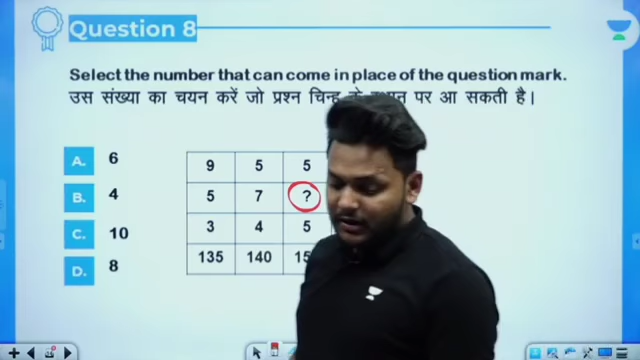 Question 8
Select the number that can come in place of the question mark.
उस संख्या का चयन करें जो प्रश्न चिन्ह पर आ सकती है।
A. 6
B. 4
C. 10
D. 8
9 5 5
5 7 ?
3 4 5
135 140